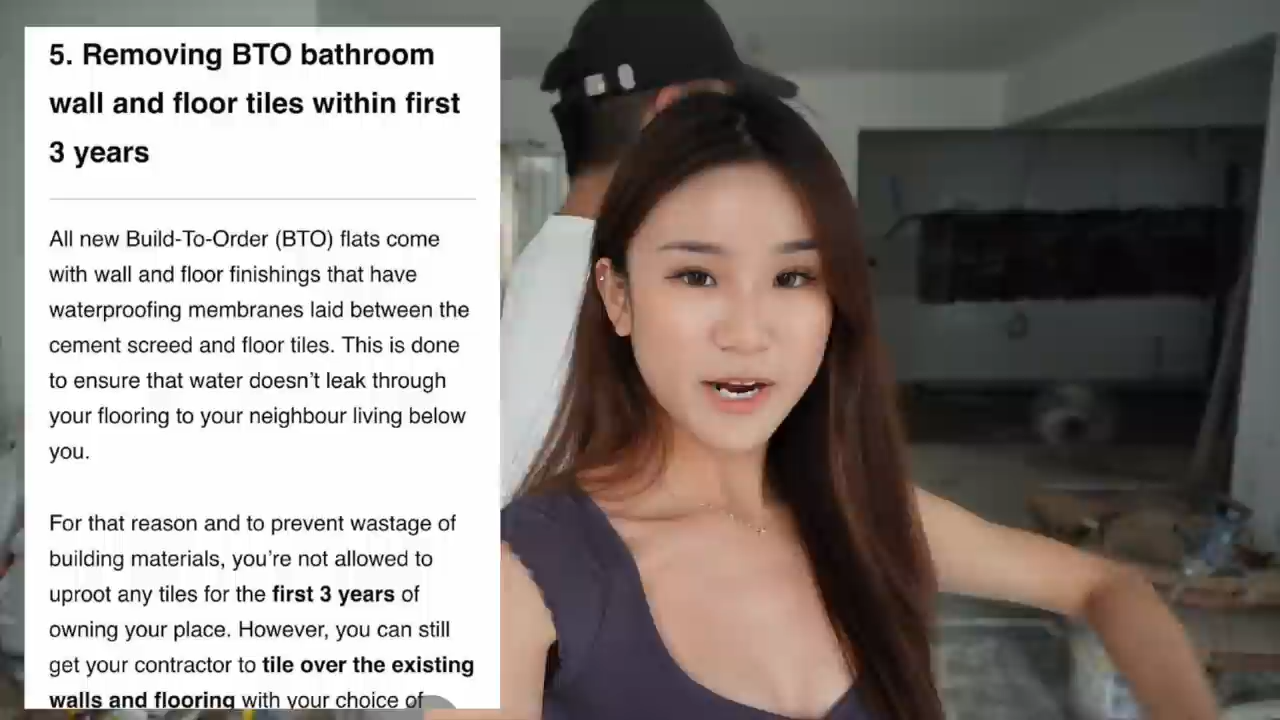 5. Removing BTO bathroom
wall and floor tiles within first
3 years
All new Build-To-Order (BTO) flats come
with wall and floor finishings that have
waterproofing membranes laid between the
cement screed and floor tiles. This is done
to ensure that water doesn’t leak through
your flooring to your neighbour living below
you.
For that reason and to prevent wastage of
building materials, you’re not allowed to
uproot any tiles for the first 3 years of
owning your place. However, you can still
get your contractor to tile over the existing
walls and flooring with your choice of